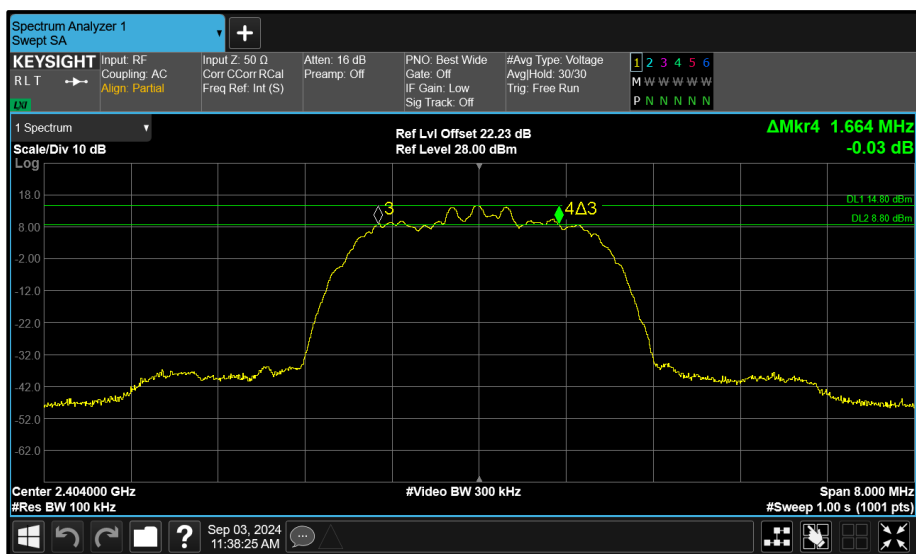 Spectrum Analyzer 1
Swept SA
+
KEYSIGHT
RLT
LXI
Input: RF
Coupling: AC
Align: Partial
Input Z: 50 Ω
Corr CCorr RCal
Freq Ref: Int (S)
Atten: 16 dB
Preamp: Off
PNO: Best Wide
Gate: Off
IF Gain: Low
Sig Track: Off
#Avg Type: Voltage
Avg|Hold: 30/30
Trig: Free Run
1 2 3 4 5 6
M W W W W W
P N N N N N
1 Spectrum
Scale/Div 10 dB
Log
Ref Lvl Offset 22.23 dB
Ref Level 28.00 dBm
ΔMkr4 1.664 MHz
-0.03 dB
18.0
8.00
-2.00
-12.0
-22.0
-32.0
-42.0
-52.0
-62.0
3
4Δ3
DL1 14.80 dBm
DL2 8.80 dBm
Center 2.404000 GHz
#Res BW 100 kHz
#Video BW 300 kHz
Span 8.000 MHz
#Sweep 1.00 s (1001 pts)
?
Sep 03, 2024
11:38:25 AM